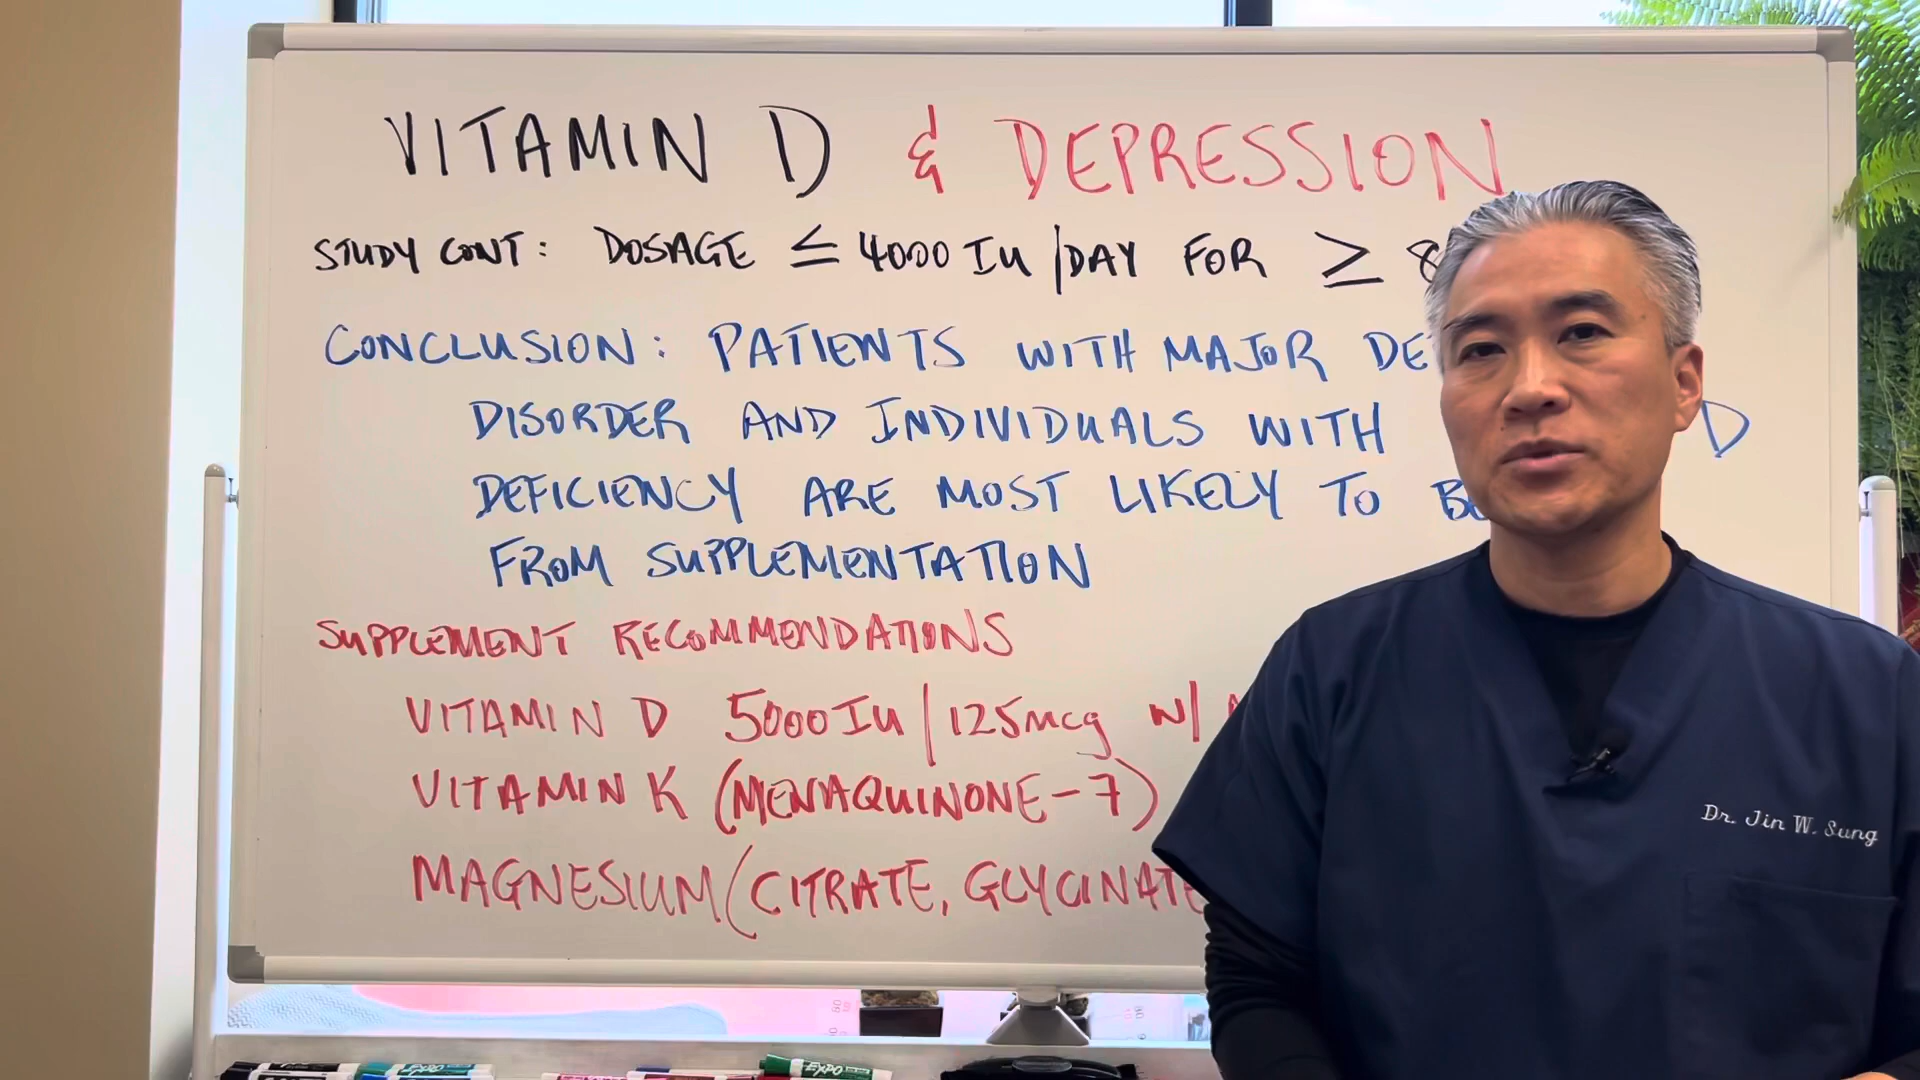 VITAMIN D & DEPRESSION
STUDY CONT: DOSAGE ≤ 4000 IU/DAY FOR ≥ 8
CONCLUSION: PATIENTS WITH MAJOR DE
DISORDER AND INDIVIDUALS WITH D
DEFICIENCY ARE MOST LIKELY TO BE
FROM SUPPLEMENTATION
SUPPLEMENT RECOMMENDATIONS
VITAMIN D 5000 IU/125mcg W/
VITAMIN K (MENAQUINONE-7)
MAGNESIUM (CITRATE, GLYCINATE
Dr. Jin W. Sung
EXPO
EXPO